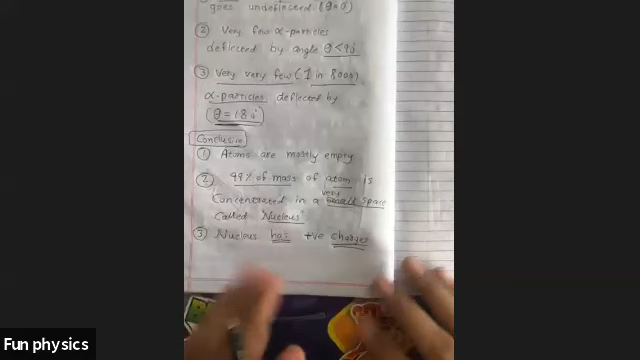 goes undeflected (θ=0°)
② Very few α-particles
deflected by angle θ<90°
③ Very very few (1 in 8000)
α-particles deflected by
(θ=180°)
Conclusion
① Atoms are mostly empty
② 99% of mass of atom is
very
Concentrated in a small space
Called Nucleus
③ Nucleus has +ve charges
Fun physics